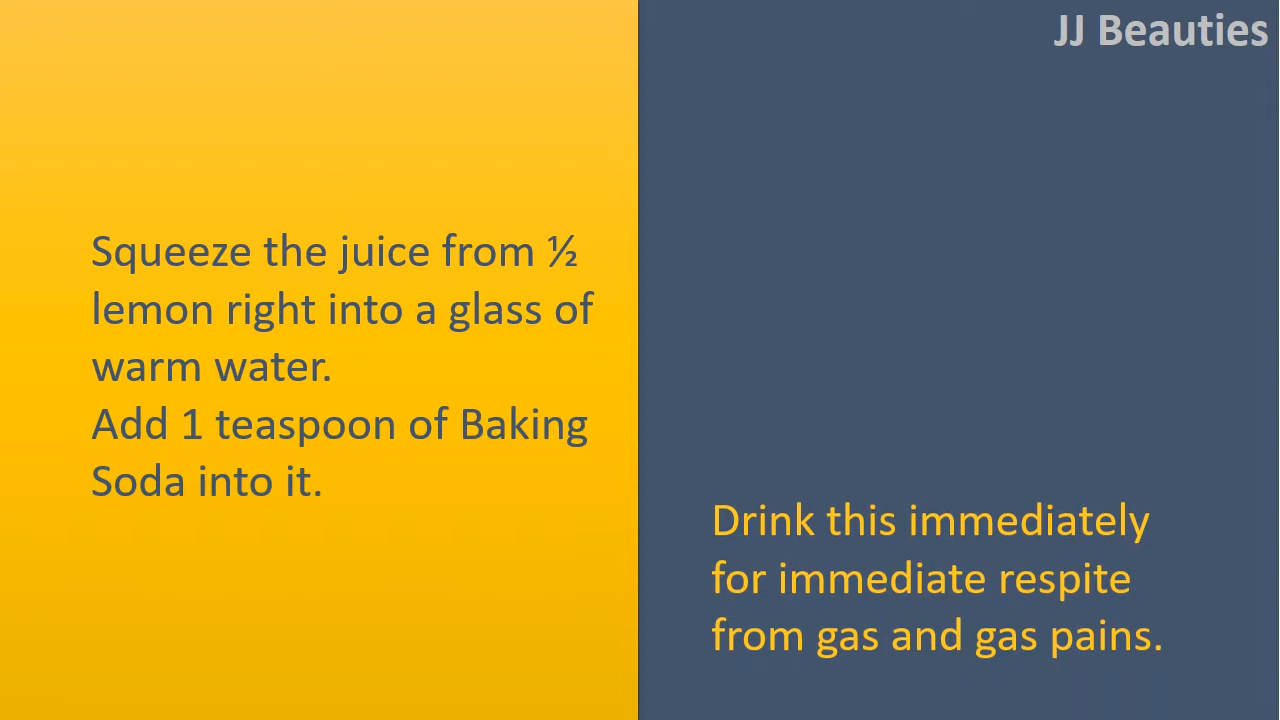 JJ Beauties
Squeeze the juice from ½
lemon right into a glass of
warm water.
Add 1 teaspoon of Baking
Soda into it.
Drink this immediately
for immediate respite
from gas and gas pains.